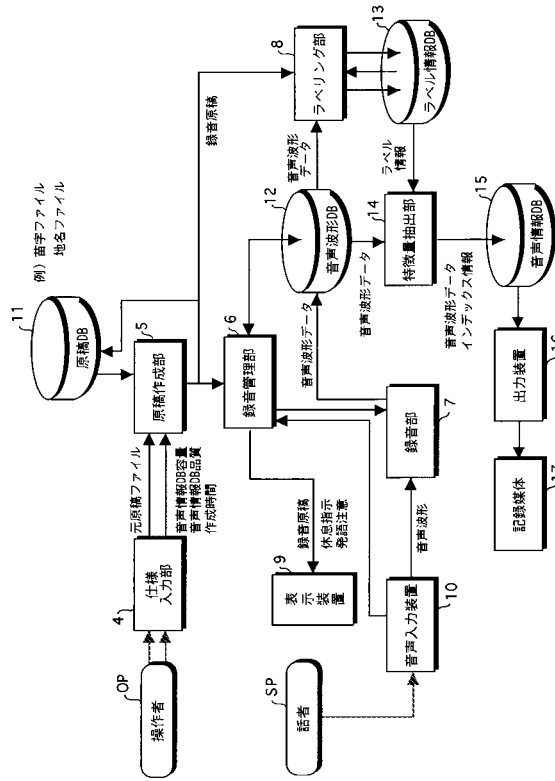 OP
操作者
4
仕様
入力部
元原稿ファイル
音声情報DB容量
音声情報DB品質
作成時間
5
原稿作成部
11
原稿DB
例）苗字ファイル
地名ファイル
録音原稿
6
録音管理部
9
表示装置
録音原稿
休息指示
発語注意
SP
話者
10
音声入力装置
音声波形
7
録音部
音声波形データ
12
音声波形DB
音声波形
データ
8
ラベリング部
13
ラベル情報DB
ラベル
情報
音声波形データ
14
特徴量抽出部
音声波形データ
インデックス情報
15
音声情報DB
16
出力装置
17
記録媒体